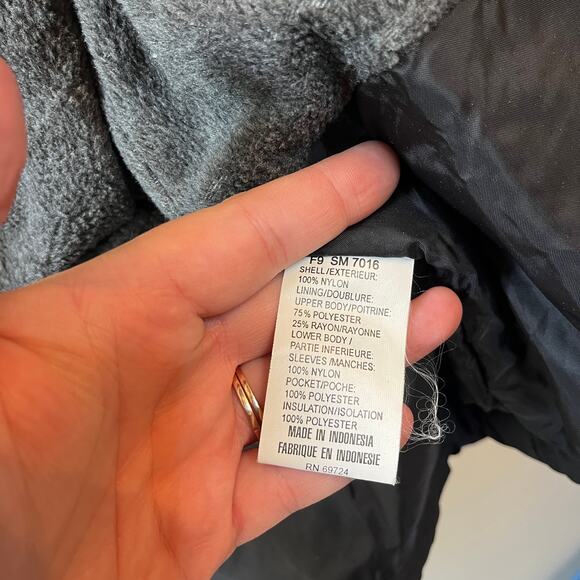 F9 SM 7016
SHELL/EXTERIEUR:
100% NYLON
LINING/DOUBLURE:
UPPER BODY/POITRINE:
75% POLYESTER
25% RAYON/RAYONNE
LOWER BODY /
PARTIE INFERIEURE:
SLEEVES /MANCHES:
100% NYLON
POCKET/POCHE:
100% POLYESTER
INSULATION/ISOLATION
100% POLYESTER
MADE IN INDONESIA
FABRIQUE EN INDONESIE
RN 69724